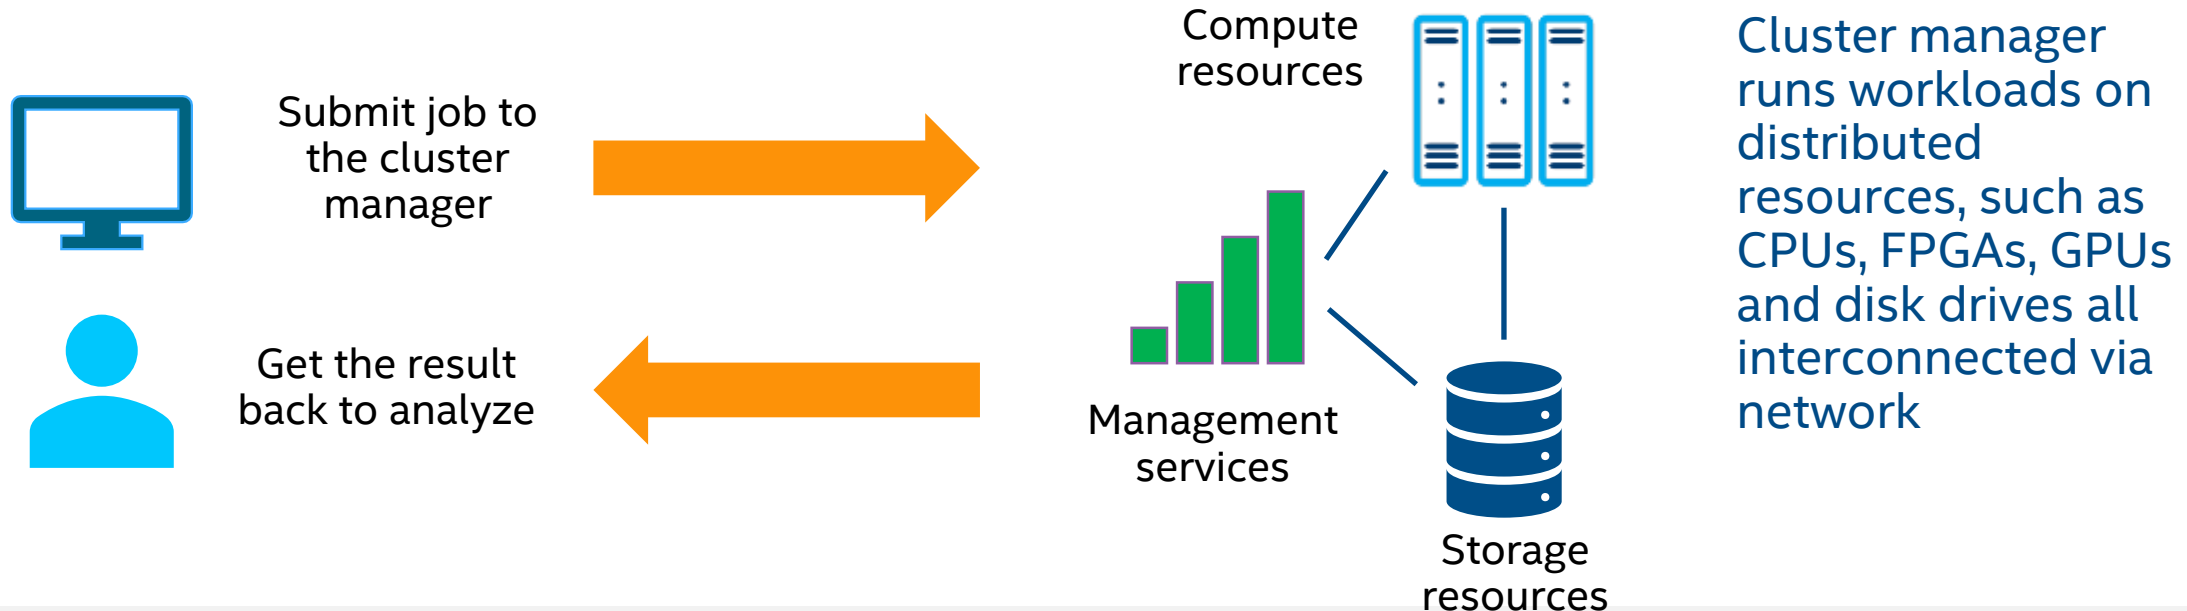 Submit job to
the cluster
manager
Get the result
back to analyze
Compute
resources
Management
services
Storage
resources
Cluster manager
runs workloads on
distributed
resources, such as
CPUs, FPGAs, GPUs
and disk drives all
interconnected via
network